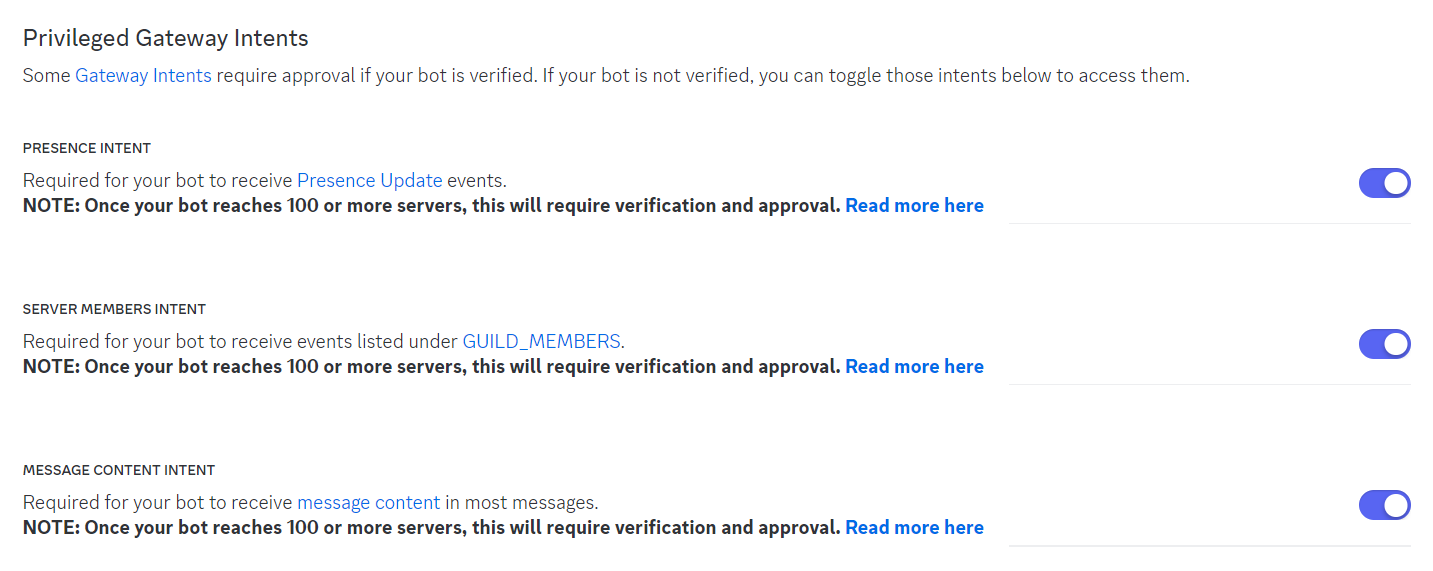 Privileged Gateway Intents
Some Gateway Intents require approval if your bot is verified. If your bot is not verified, you can toggle those intents below to access them.
PRESENCE INTENT
Required for your bot to receive Presence Update events.
NOTE: Once your bot reaches 100 or more servers, this will require verification and approval. Read more here
SERVER MEMBERS INTENT
Required for your bot to receive events listed under GUILD_MEMBERS.
NOTE: Once your bot reaches 100 or more servers, this will require verification and approval. Read more here
MESSAGE CONTENT INTENT
Required for your bot to receive message content in most messages.
NOTE: Once your bot reaches 100 or more servers, this will require verification and approval. Read more here